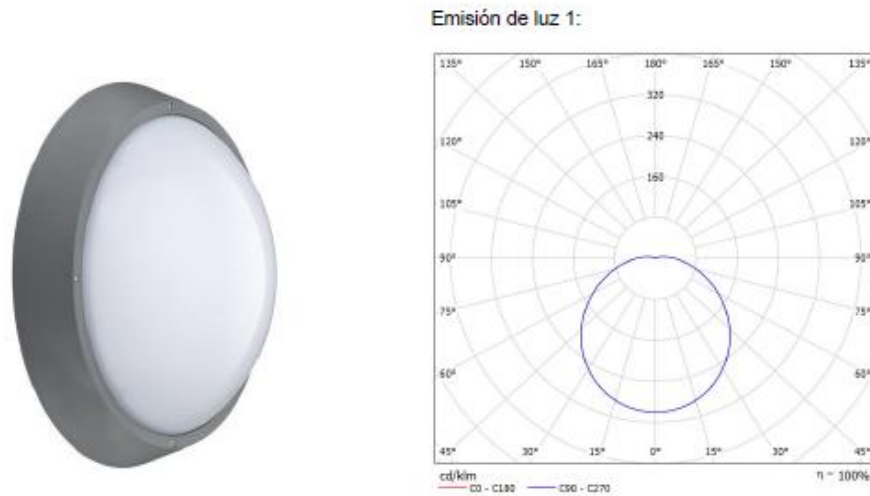 Emisión de luz 1:
135° 150° 165° 180° 165° 150° 135°
320
120° 240 120°
160
105° 105°
90° 90°
75° 75°
60° 60°
45° 30° 15° 0° 15° 30° 45°
cd/klm η = 100%
C0 - C180 C90 - C270